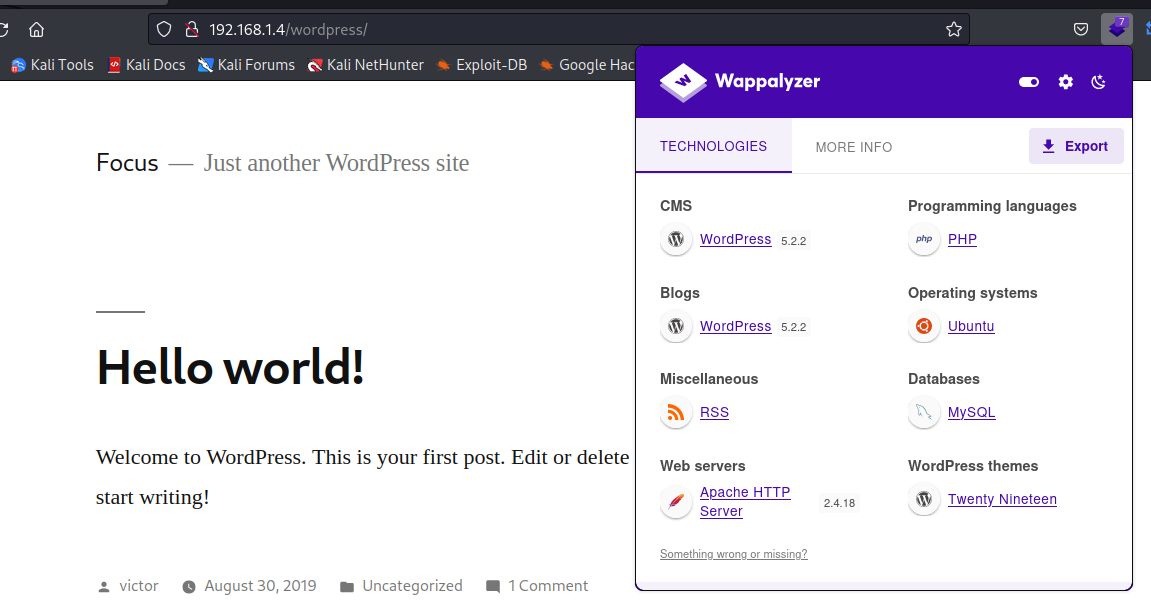 192.168.1.4/wordpress/
7
Kali Tools
Kali Docs
Kali Forums
Kali NetHunter
Exploit-DB
Google Hac
Focus — Just another WordPress site
Hello world!
Welcome to WordPress. This is your first post. Edit or delete
start writing!
victor
August 30, 2019
Uncategorized
1 Comment
Wappalyzer
TECHNOLOGIES
MORE INFO
Export
CMS
WordPress 5.2.2
Blogs
WordPress 5.2.2
Miscellaneous
RSS
Web servers
Apache HTTP
Server
2.4.18
Programming languages
php
PHP
Operating systems
Ubuntu
Databases
MySQL
WordPress themes
Twenty Nineteen
Something wrong or missing?